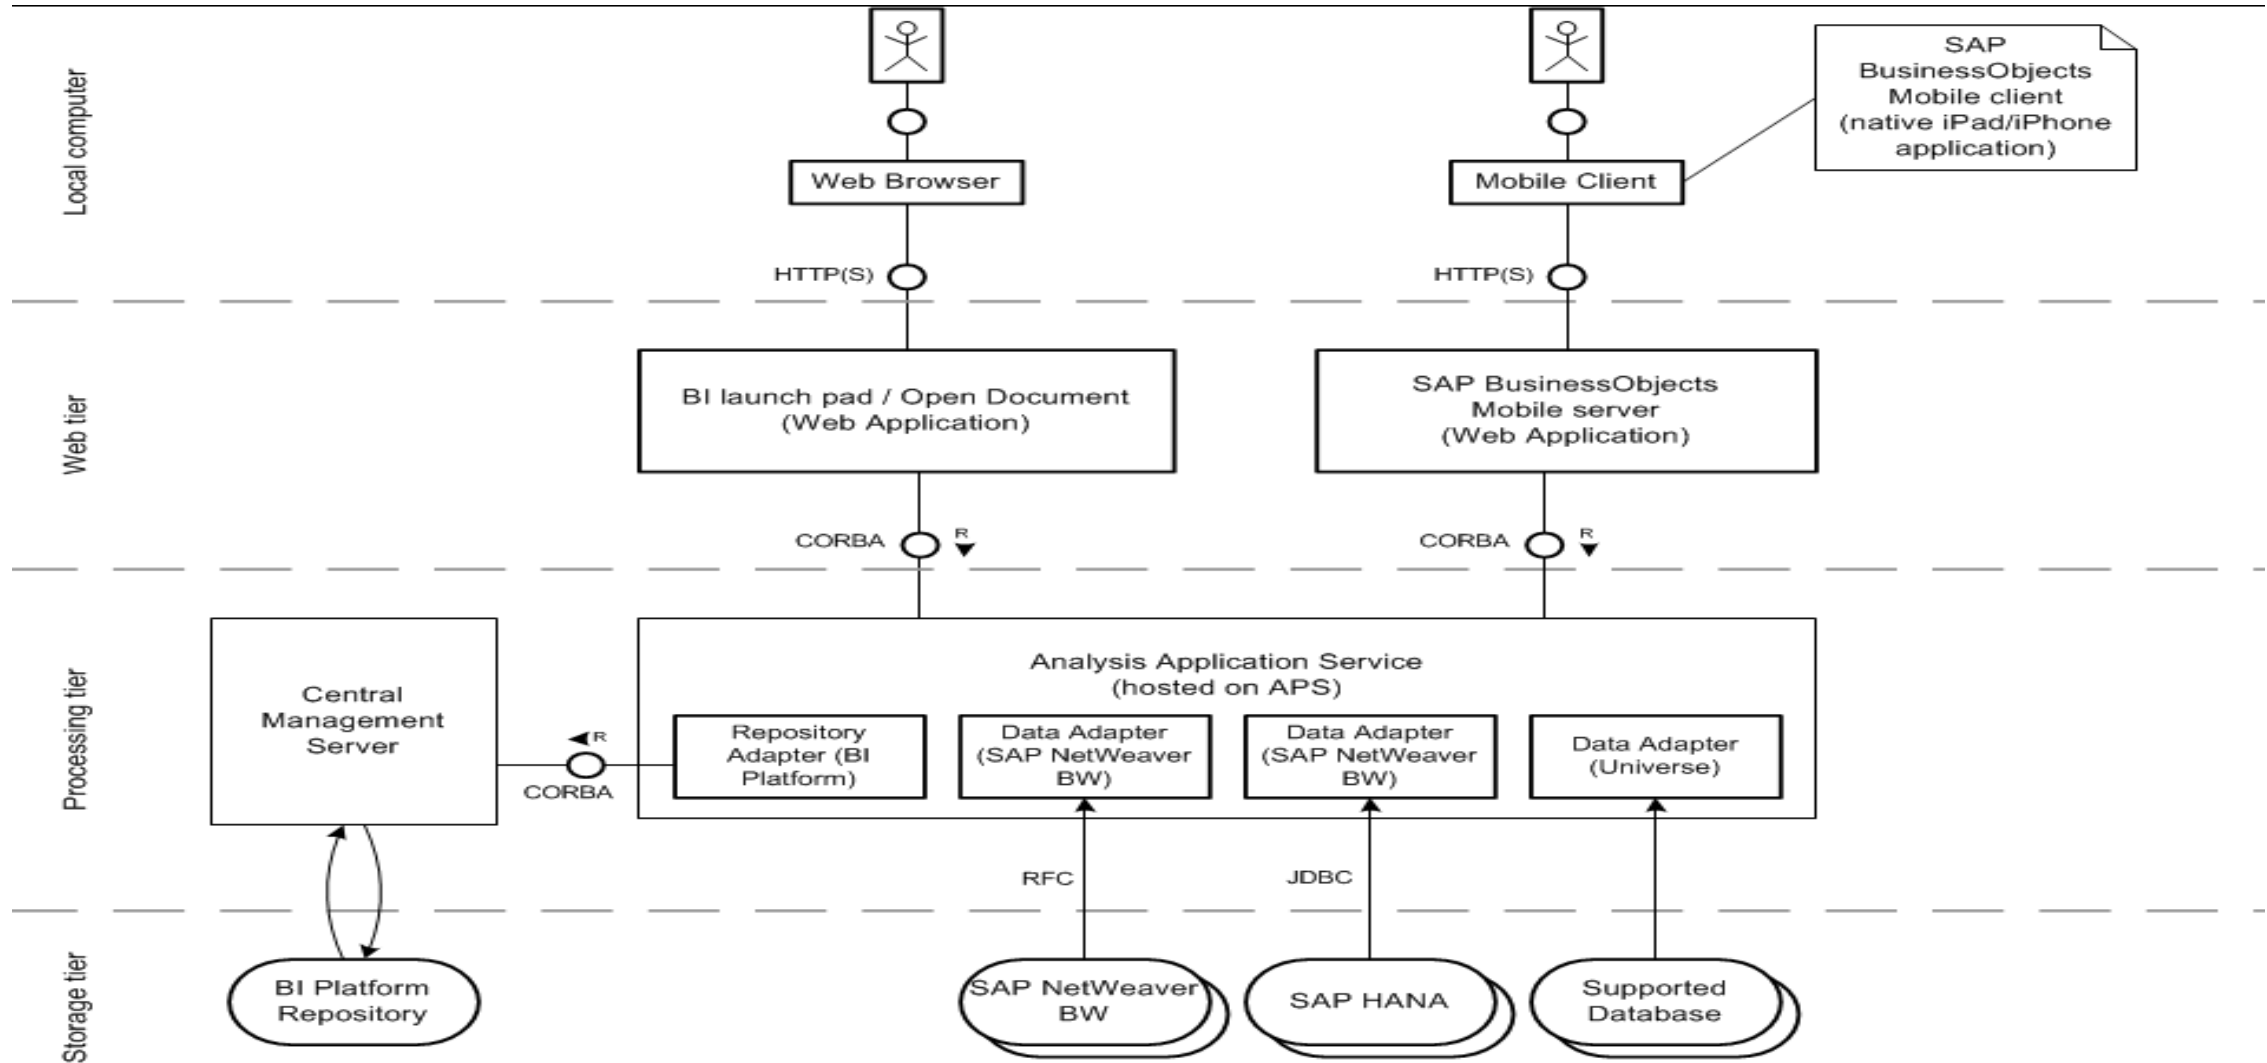 Local computer
SAP
BusinessObjects
Mobile client
(native iPad/iPhone
application)
Web Browser
Mobile Client
HTTP(S)
HTTP(S)
Web tier
BI launch pad / Open Document
(Web Application)
SAP BusinessObjects
Mobile server
(Web Application)
CORBA
R
CORBA
R
Processing tier
Central
Management
Server
R
CORBA
Analysis Application Service
(hosted on APS)
Repository
Adapter (BI
Platform)
Data Adapter
(SAP NetWeaver
BW)
Data Adapter
(SAP NetWeaver
BW)
Data Adapter
(Universe)
RFC
JDBC
Storage tier
BI Platform
Repository
SAP NetWeaver
BW
SAP HANA
Supported
Database